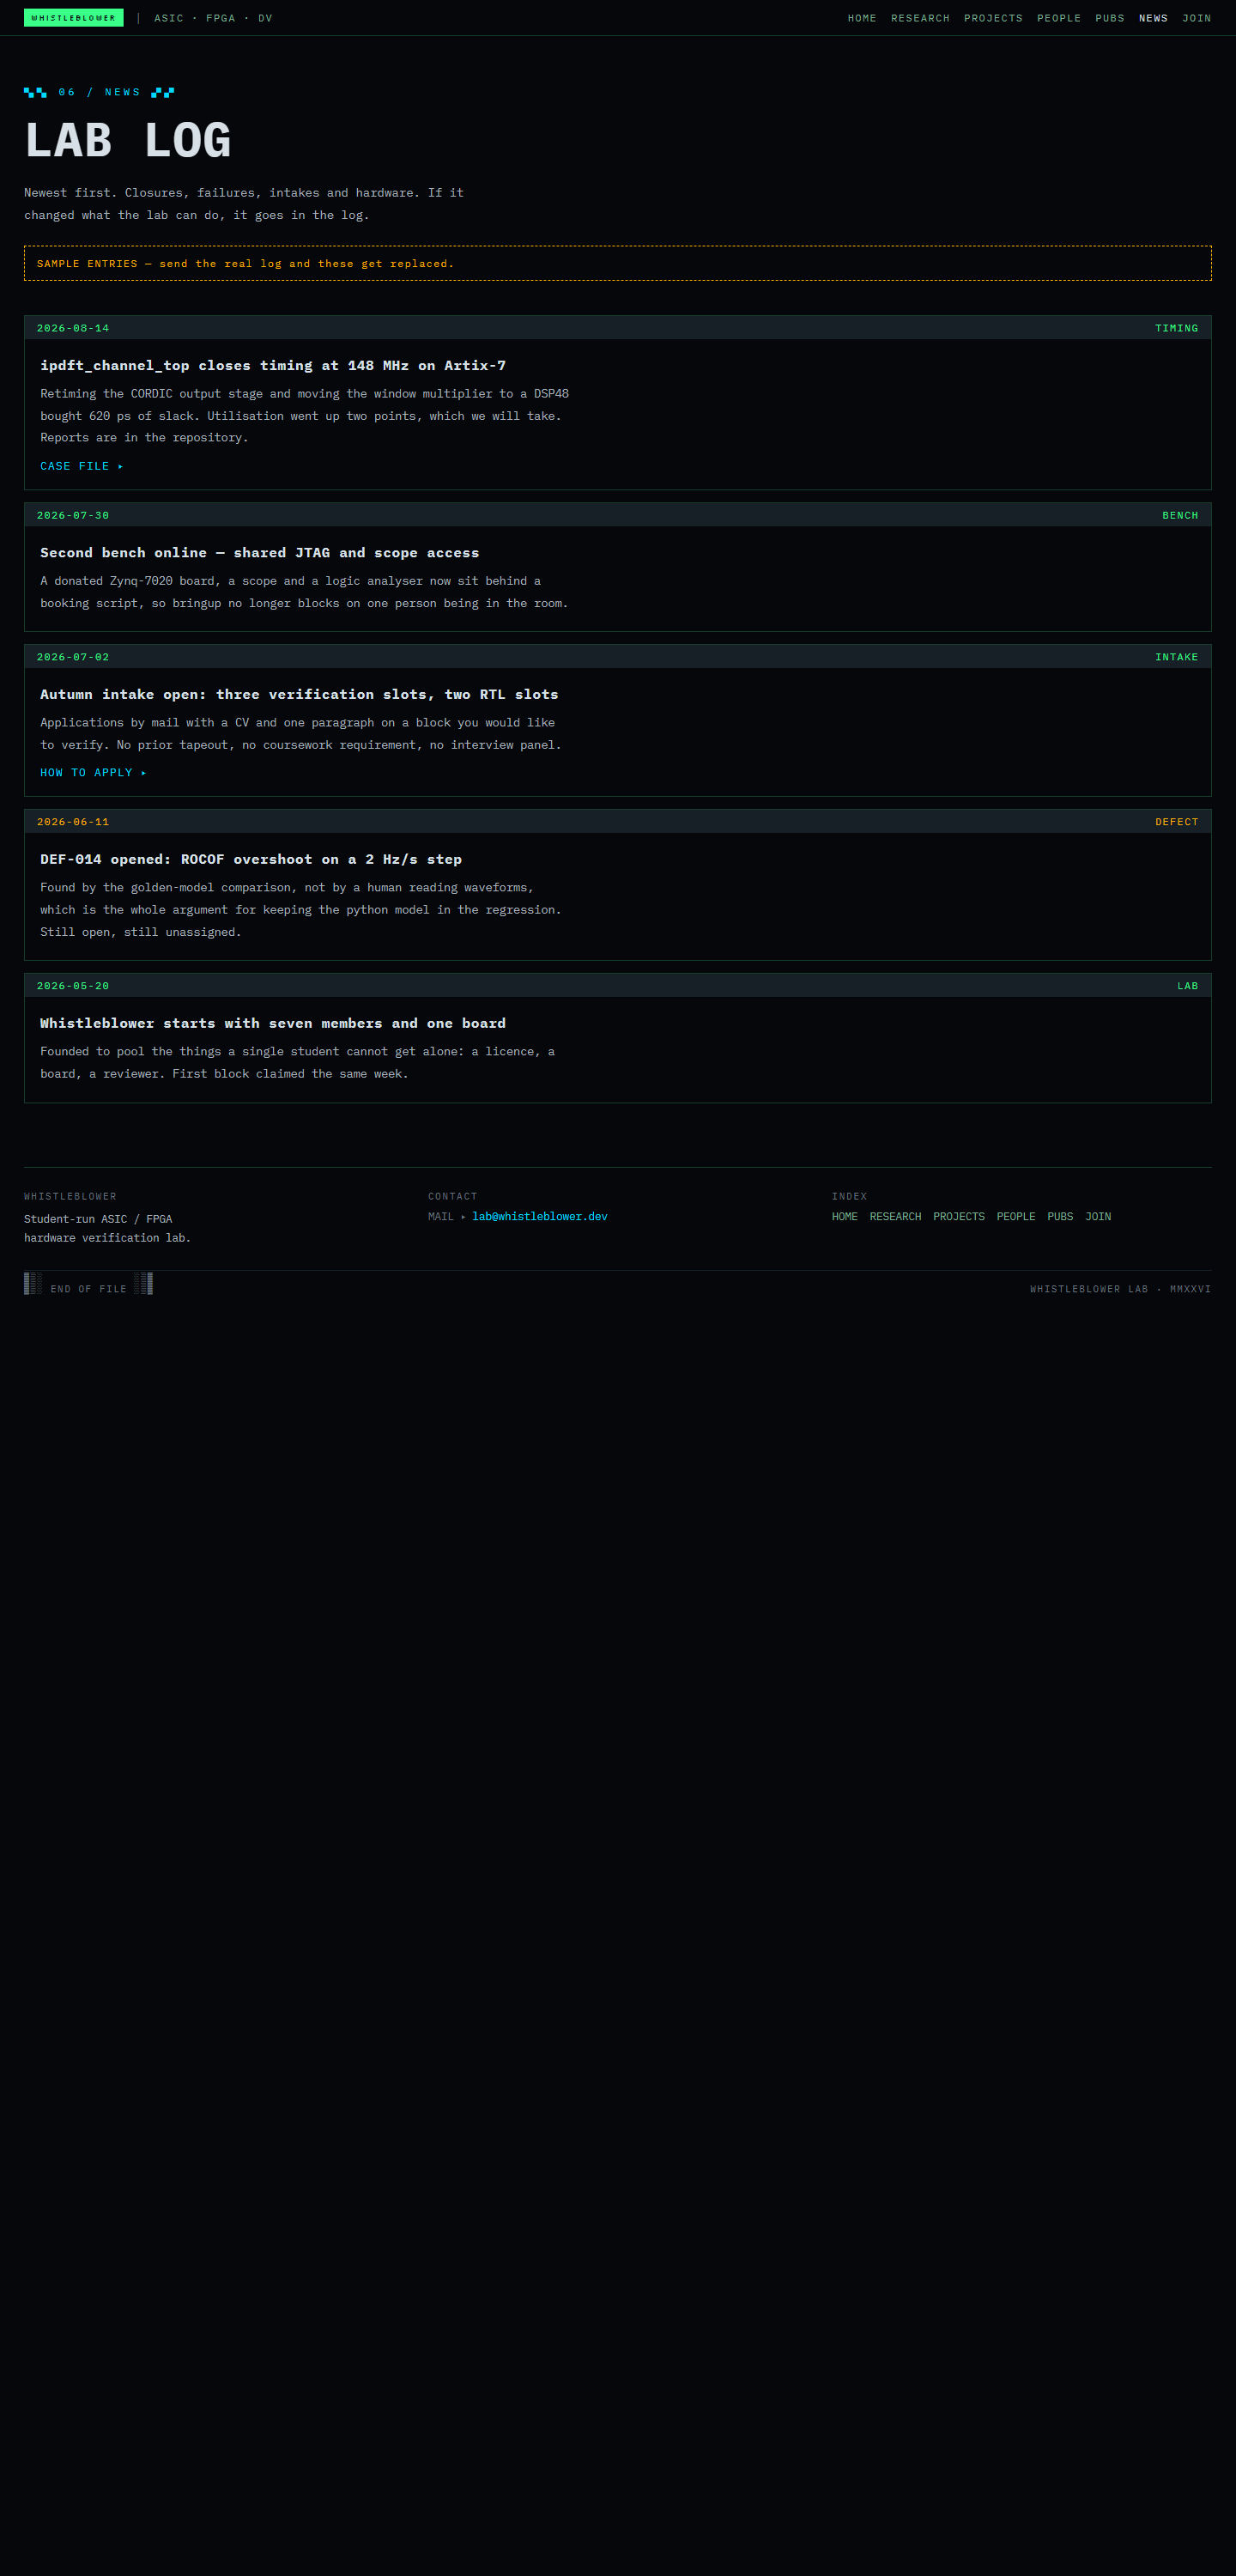 WHISTLEBLOWER | ASIC · FPGA · DV HOME RESEARCH PROJECTS PEOPLE PUBS NEWS JOIN
▚▚ 06 / NEWS ▞▞
LAB LOG
Newest first. Closures, failures, intakes and hardware. If it
changed what the lab can do, it goes in the log.
SAMPLE ENTRIES — send the real log and these get replaced.
2026-08-14 TIMING
ipdft_channel_top closes timing at 148 MHz on Artix-7
Retiming the CORDIC output stage and moving the window multiplier to a DSP48
bought 620 ps of slack. Utilisation went up two points, which we will take.
Reports are in the repository.
CASE FILE ▸
2026-07-30 BENCH
Second bench online — shared JTAG and scope access
A donated Zynq-7020 board, a scope and a logic analyser now sit behind a
booking script, so bringup no longer blocks on one person being in the room.
2026-07-02 INTAKE
Autumn intake open: three verification slots, two RTL slots
Applications by mail with a CV and one paragraph on a block you would like
to verify. No prior tapeout, no coursework requirement, no interview panel.
HOW TO APPLY ▸
2026-06-11 DEFECT
DEF-014 opened: ROCOF overshoot on a 2 Hz/s step
Found by the golden-model comparison, not by a human reading waveforms,
which is the whole argument for keeping the python model in the regression.
Still open, still unassigned.
2026-05-20 LAB
Whistleblower starts with seven members and one board
Founded to pool the things a single student cannot get alone: a licence, a
board, a reviewer. First block claimed the same week.
WHISTLEBLOWER
Student-run ASIC / FPGA
hardware verification lab.
CONTACT
MAIL ▸ lab@whistleblower.dev
INDEX
HOME RESEARCH PROJECTS PEOPLE PUBS JOIN
▓▒░ END OF FILE ░▒▓ WHISTLEBLOWER LAB · MMXXVI